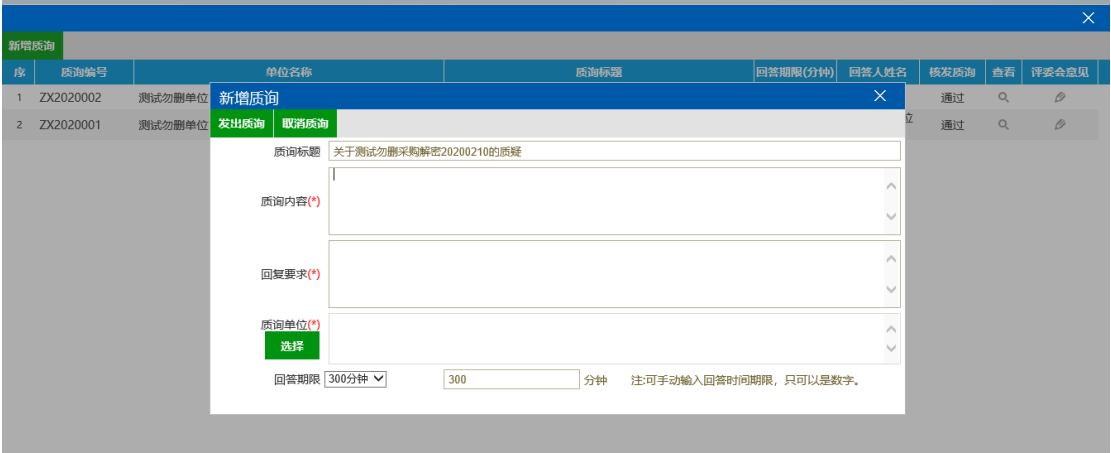 新增质询
序 质询编号 单位名称 质询标题 回答期限(分钟) 回答人姓名 核发质询 查看 评委会意见
1 ZX2020002 测试勿删单位 通过
2 ZX2020001 测试勿删单位 位 通过
新增质询
发出质询 取消质询
质询标题 关于测试勿删采购解密20200210的质疑
质询内容(*)
回复要求(*)
质询单位(*)
选择
回答期限 300分钟 300 分钟 注:可手动输入回答时间期限，只可以是数字。